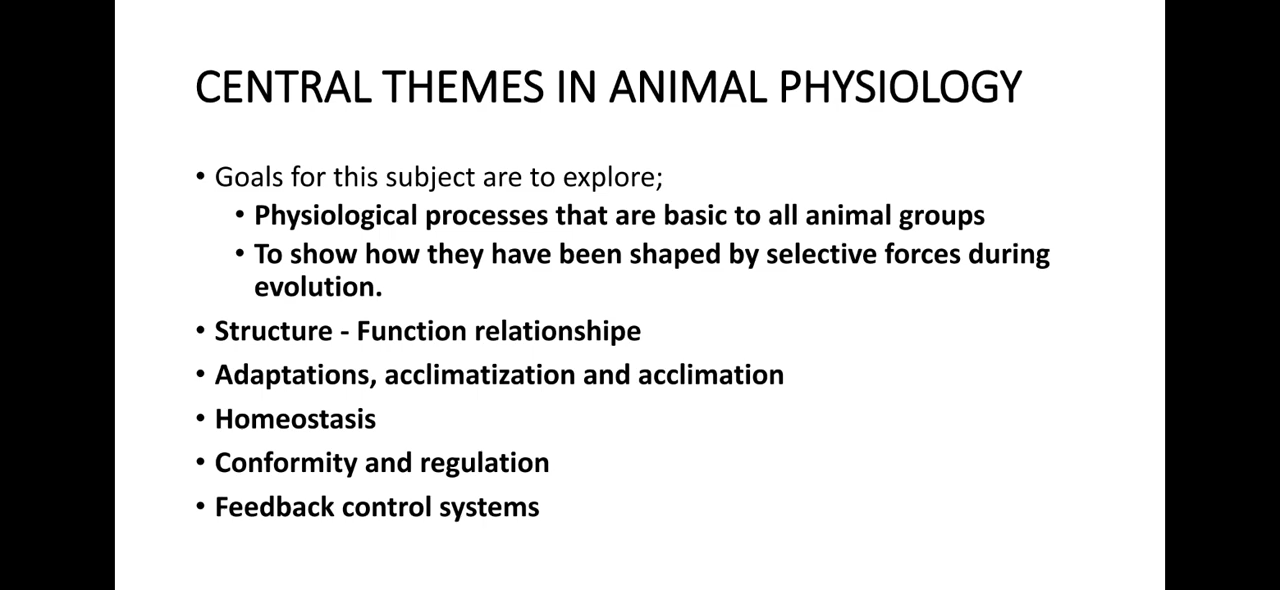 CENTRAL THEMES IN ANIMAL PHYSIOLOGY
• Goals for this subject are to explore;
• Physiological processes that are basic to all animal groups
• To show how they have been shaped by selective forces during
evolution.
• Structure - Function relationshipe
• Adaptations, acclimatization and acclimation
• Homeostasis
• Conformity and regulation
• Feedback control systems